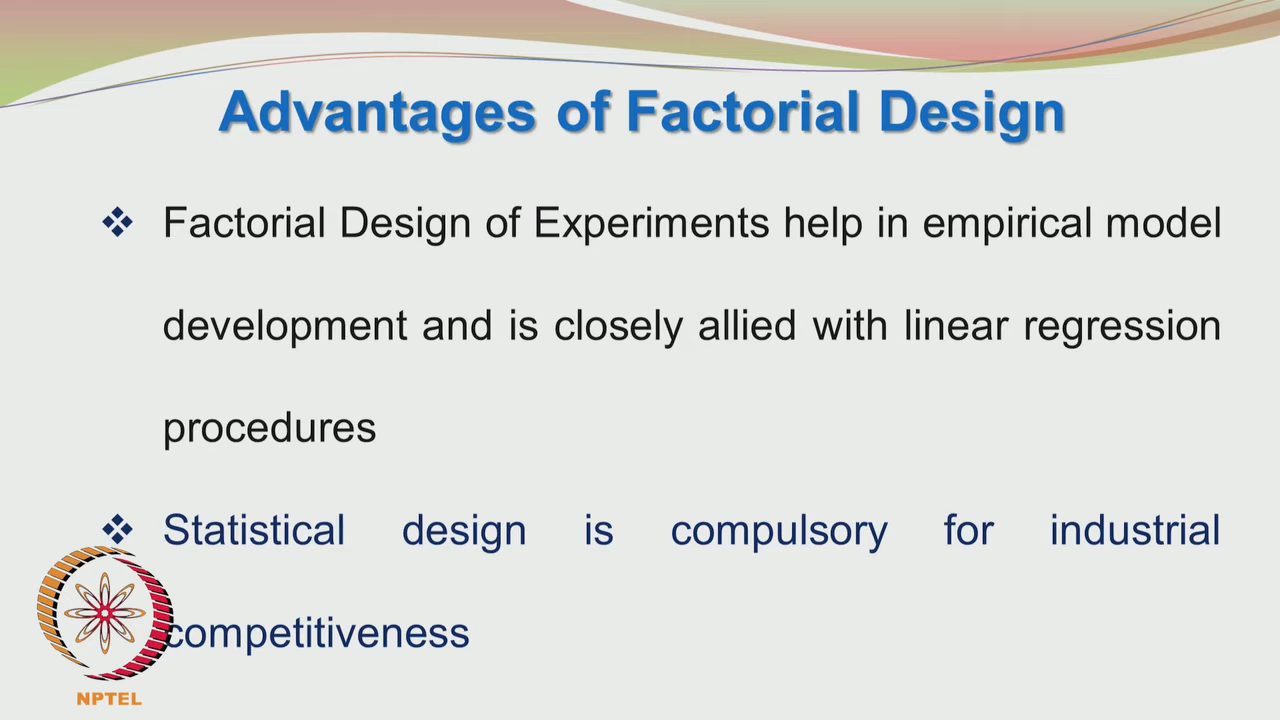 Advantages of Factorial Design
❖ Factorial Design of Experiments help in empirical model
development and is closely allied with linear regression
procedures
❖ Statistical design is compulsory for industrial
competitiveness
NPTEL